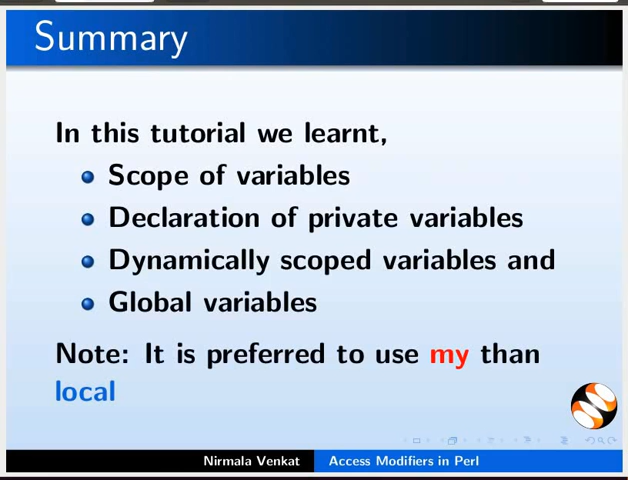 Summary
In this tutorial we learnt,
Scope of variables
Declaration of private variables
Dynamically scoped variables and
Global variables
Note: It is preferred to use my than
local
Nirmala Venkat Access Modifiers in Perl